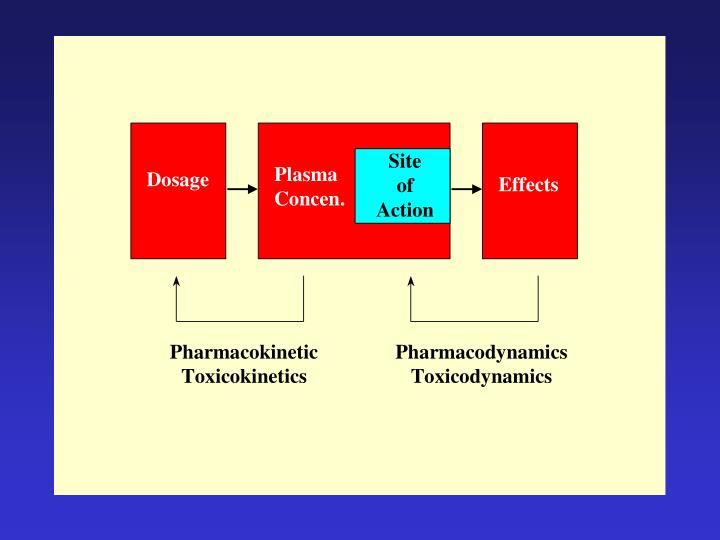 Dosage
Plasma
Concen.
Site
of
Action
Effects
Pharmacokinetic
Toxicokinetics
Pharmacodynamics
Toxicodynamics